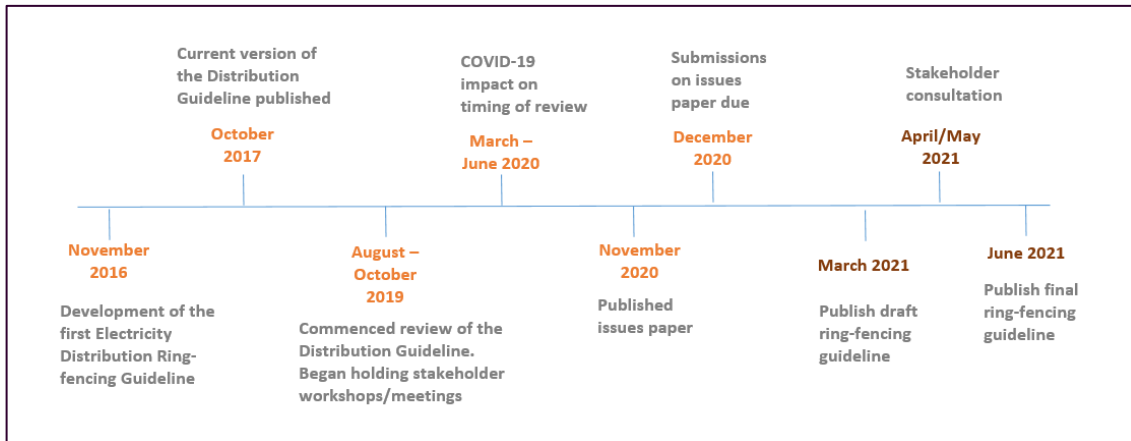 Current version of
the Distribution
Guideline published
October
2017
COVID-19
impact on
timing of review
March –
June 2020
Submissions
on issues
paper due
December
2020
Stakeholder
consultation
April/May
2021
November
2016
Development of the
first Electricity
Distribution Ring-
fencing Guideline
August –
October
2019
Commenced review of the
Distribution Guideline.
Began holding stakeholder
workshops/meetings
November
2020
Published
issues paper
March 2021
Publish draft
ring-fencing
guideline
June 2021
Publish final
ring-fencing
guideline